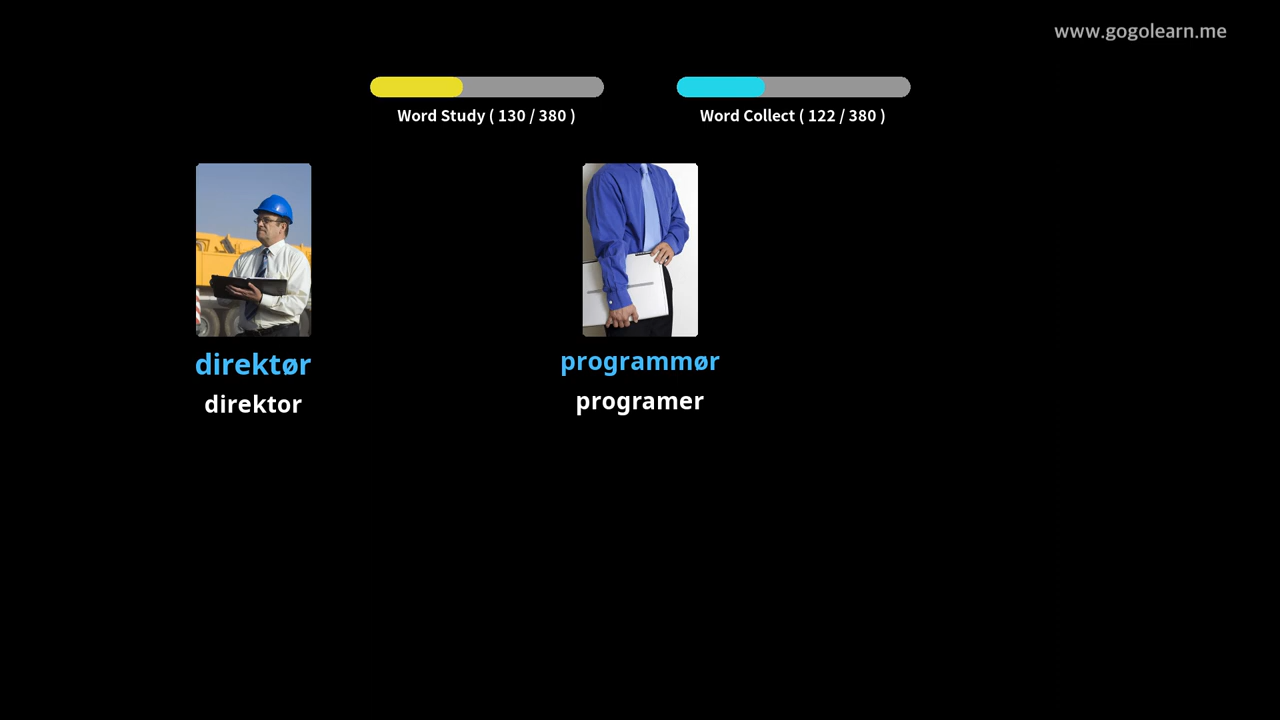 www.gogolearn.me
Word Study ( 130 / 380 )
Word Collect ( 122 / 380 )
direktør
direktor
programmør
programer